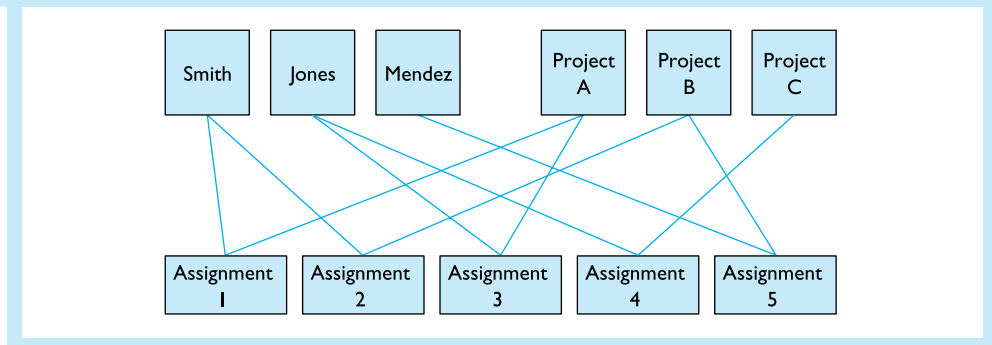 Smith
Jones
Mendez
Project
A
Project
B
Project
C
Assignment
1
Assignment
2
Assignment
3
Assignment
4
Assignment
5